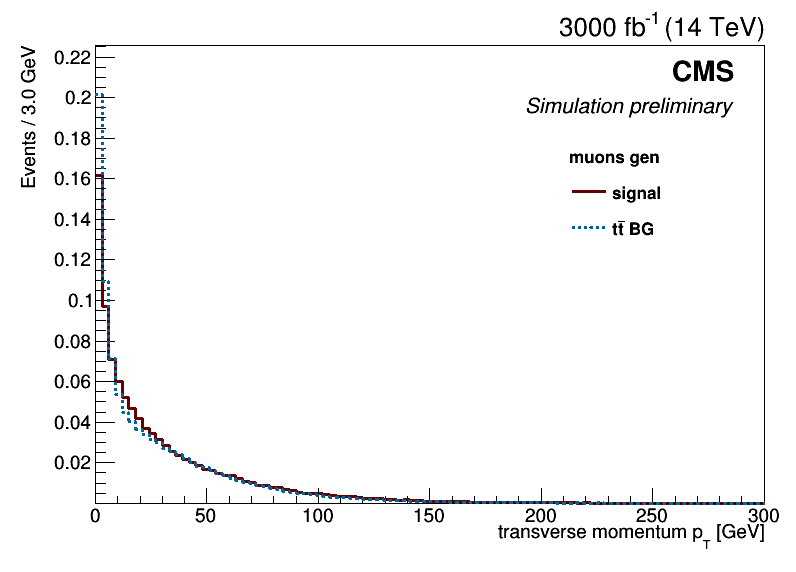 3000 fb⁻¹ (14 TeV)
CMS
Simulation preliminary
muons gen
signal
tt̄ BG
Events / 3.0 GeV
0.22
0.2
0.18
0.16
0.14
0.12
0.1
0.08
0.06
0.04
0.02
0 50 100 150 200 250 300
transverse momentum p_T [GeV]